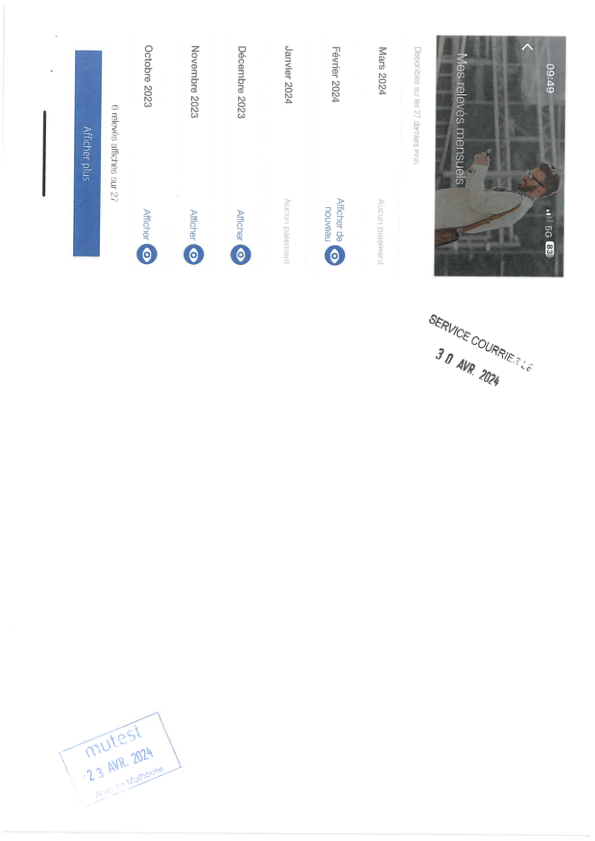 09:49
5G 83
Mes relevés mensuels
Disponibles sur les 27 derniers mois
Mars 2024 Aucun paiement
Février 2024 Afficher de
nouveau
Janvier 2024 Aucun paiement
Décembre 2023 Afficher
Novembre 2023 Afficher
Octobre 2023 Afficher
6 relevés affichés sur 27
Afficher plus
SERVICE COURRIER LE
30 AVR. 2024
mutest
23 AVR. 2024
Agence Mulhouse